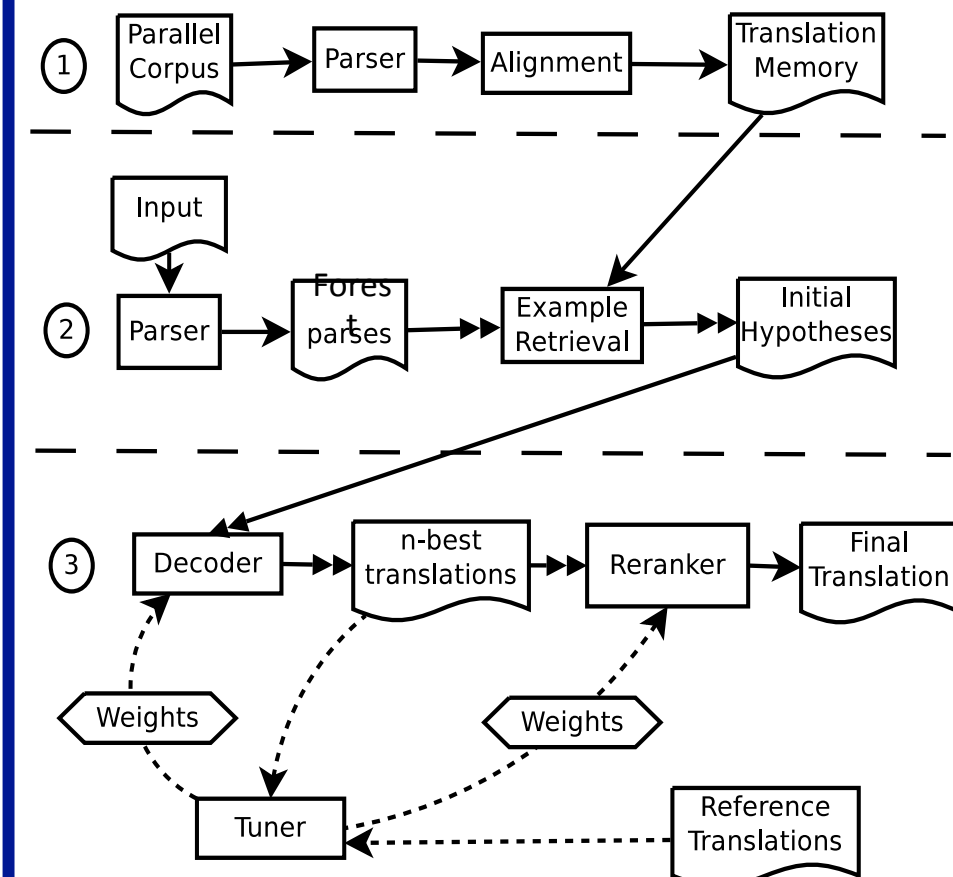 1
Parallel
Corpus
Parser
Alignment
Translation
Memory
Input
2
Parser
Fores
t
parses
Example
Retrieval
Initial
Hypotheses
3
Decoder
n-best
translations
Reranker
Final
Translation
Weights
Weights
Tuner
Reference
Translations